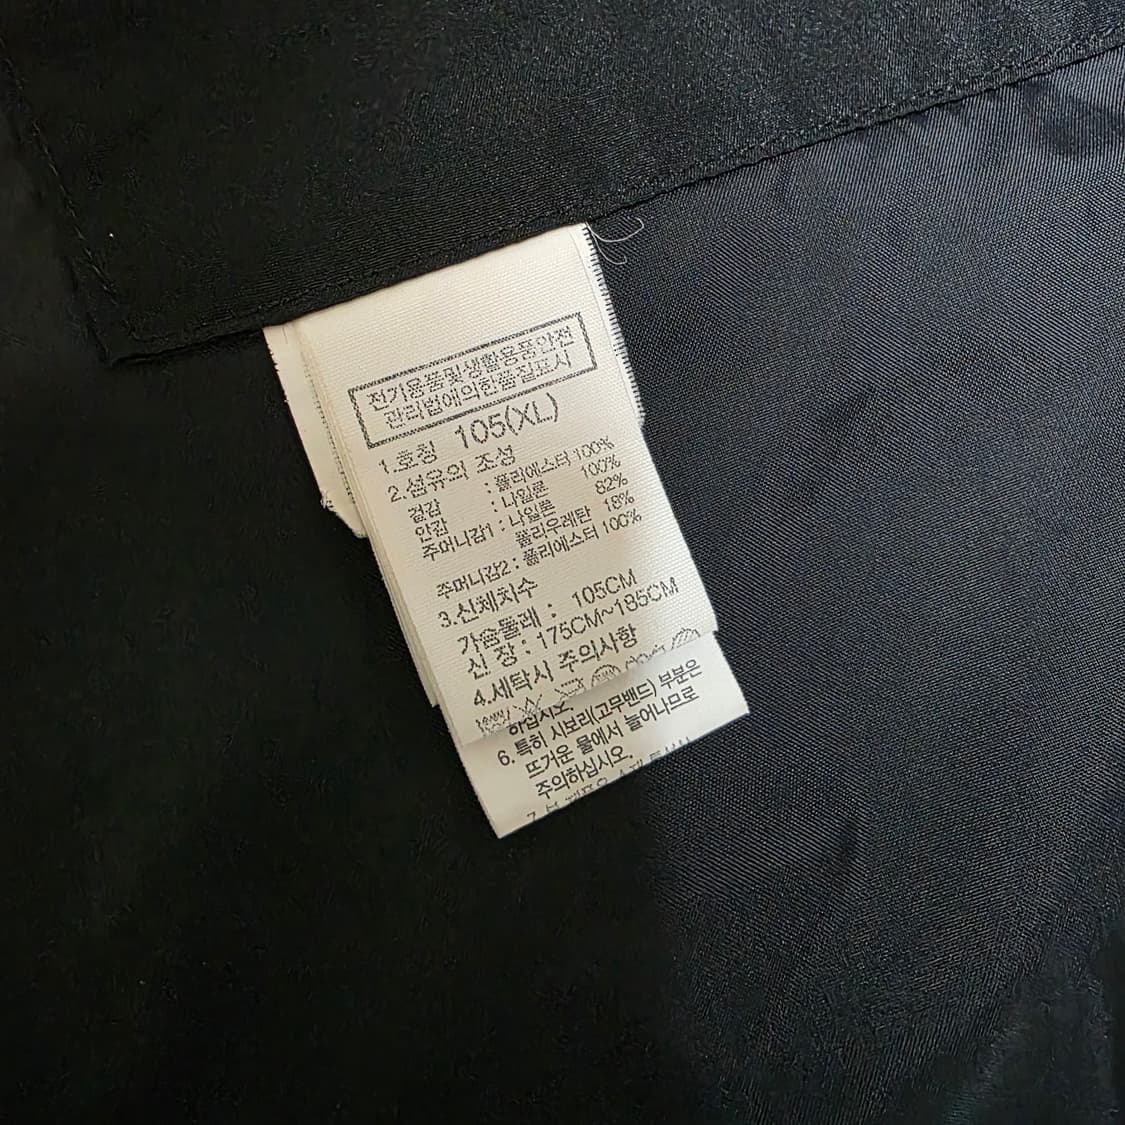 전기용품및생활용품안전
관리법에의한품질표시
1.호칭 105(XL)
2.섬유의 조성
겉감 : 폴리에스터 100%
안감 : 나일론 100%
주머니감1 : 나일론 82%
폴리우레탄 18%
주머니감2 : 폴리에스터 100%
3.신체치수
가슴둘레 : 105CM
신 장 : 175CM~185CM
4.세탁시 주의사항
하십시오
6. 특히 시보리(고무밴드) 부분은
뜨거운 물에서 늘어나므로
주의하십시오.
7.